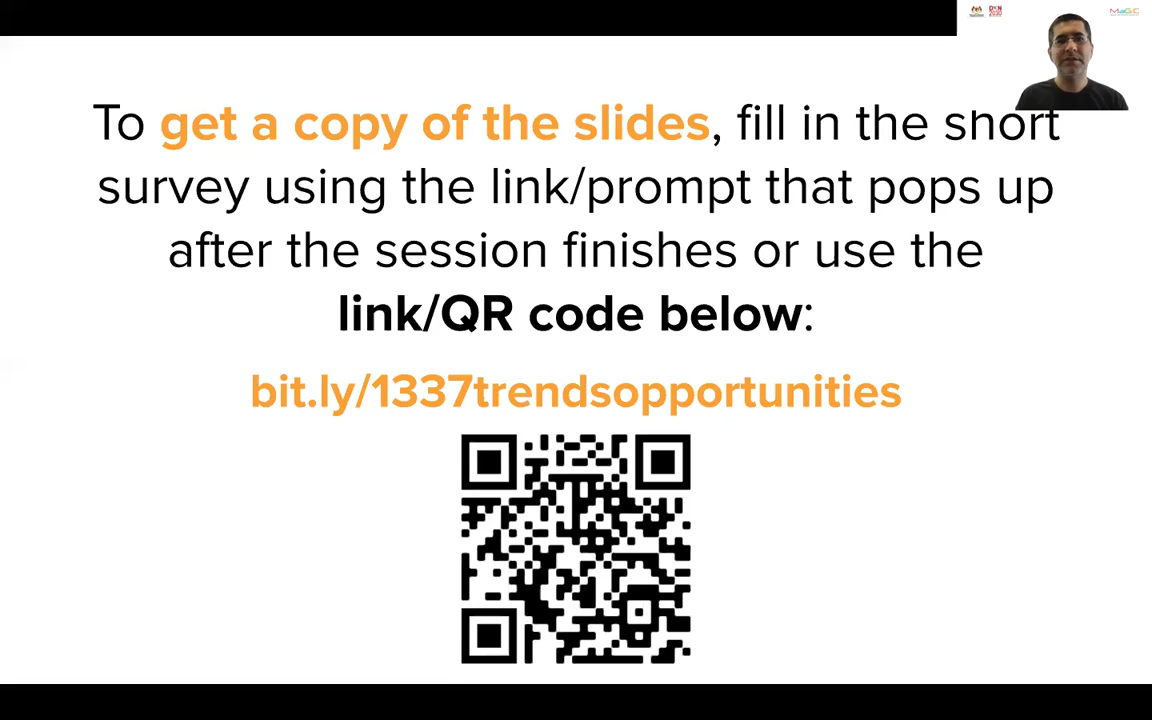 To get a copy of the slides, fill in the short
survey using the link/prompt that pops up
after the session finishes or use the
link/QR code below:
bit.ly/1337trendsopportunities
MaGIC